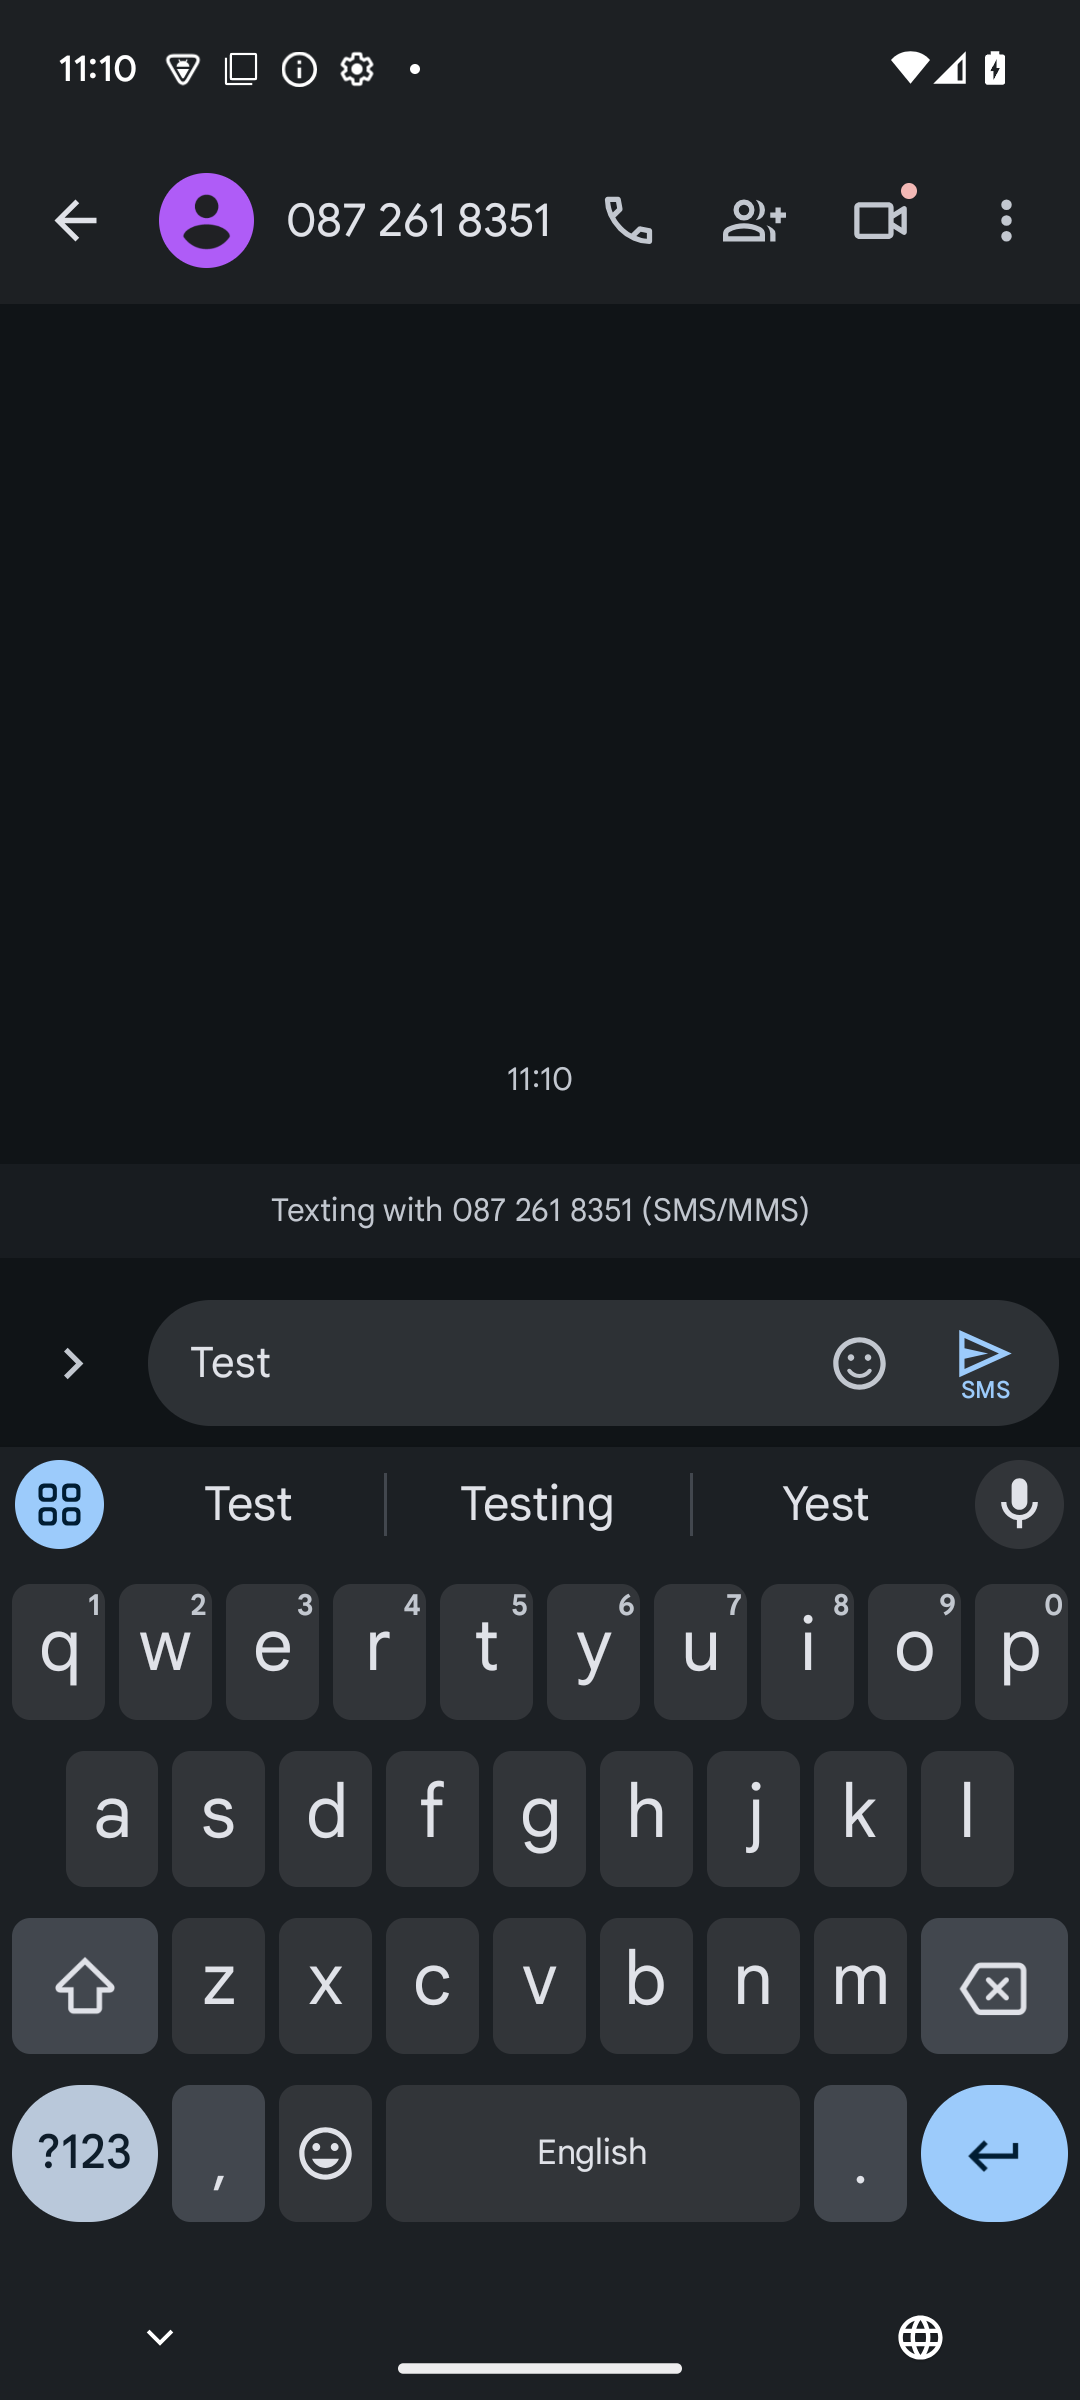 11:10
087 261 8351
11:10
Texting with 087 261 8351 (SMS/MMS)
Test
SMS
Test Testing Yest
1 2 3 4 5 6 7 8 9 0
q w e r t y u i o p
a s d f g h j k l
z x c v b n m
?123 , English .